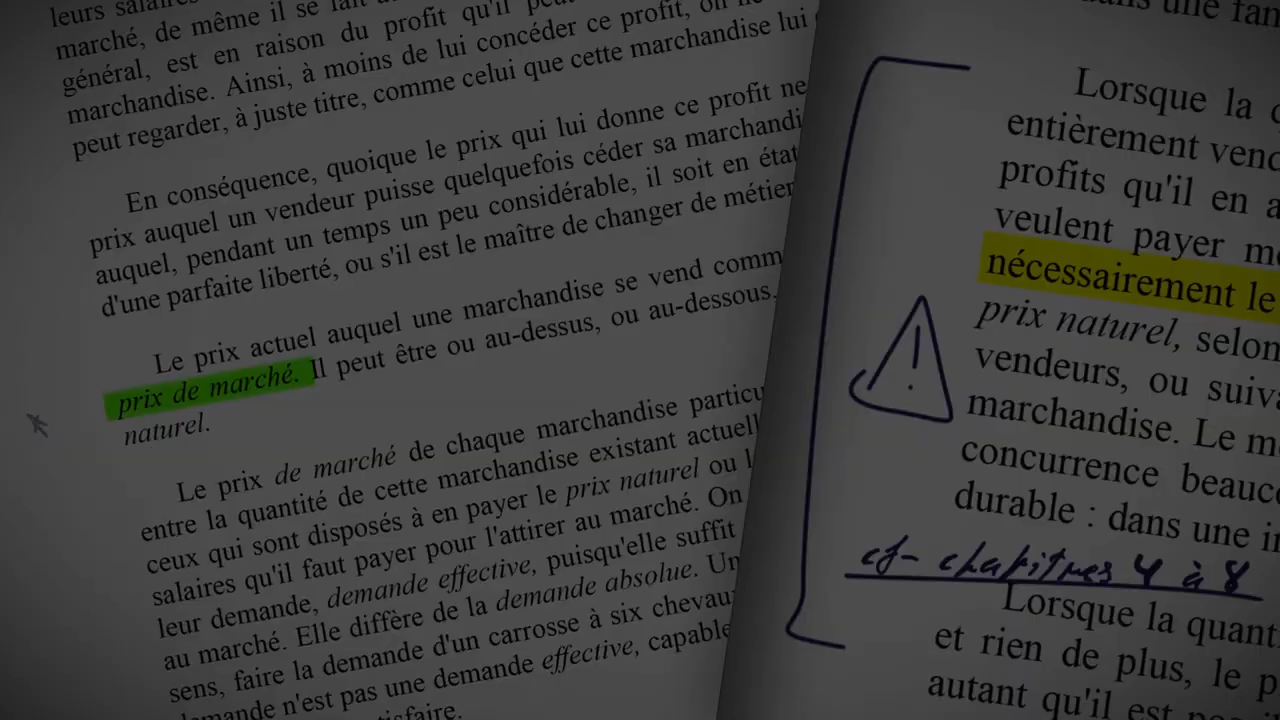 leurs salaires
marché, de même il se fait
général, est en raison du profit qu'il
marchandise. Ainsi, à moins de lui concéder ce profit, on
peut regarder, à juste titre, comme celui que cette marchandise lui
En conséquence, quoique le prix qui lui donne ce profit ne
prix auquel un vendeur puisse quelquefois céder sa marchandi
auquel, pendant un temps un peu considérable, il soit en état
d'une parfaite liberté, ou s'il est le maître de changer de métier
Le prix actuel auquel une marchandise se vend comm
prix de marché. Il peut être ou au-dessus, ou au-dessous,
naturel.
Le prix de marché de chaque marchandise particu
entre la quantité de cette marchandise existant actuell
ceux qui sont disposés à en payer le prix naturel ou l
salaires qu'il faut payer pour l'attirer au marché. On
leur demande, demande effective, puisqu'elle suffit
au marché. Elle diffère de la demande absolue. Un
sens, faire la demande d'un carrosse à six chevau
demande n'est pas une demande effective, capable
isfaire.
dans une fam
Lorsque la
entièrement vend
profits qu'il en a
veulent payer m
nécessairement le
prix naturel, selon
vendeurs, ou suiva
marchandise. Le m
concurrence beauc
durable : dans une i
cf- chapitres 4 à 8
Lorsque la quant
et rien de plus, le p
autant qu'il est